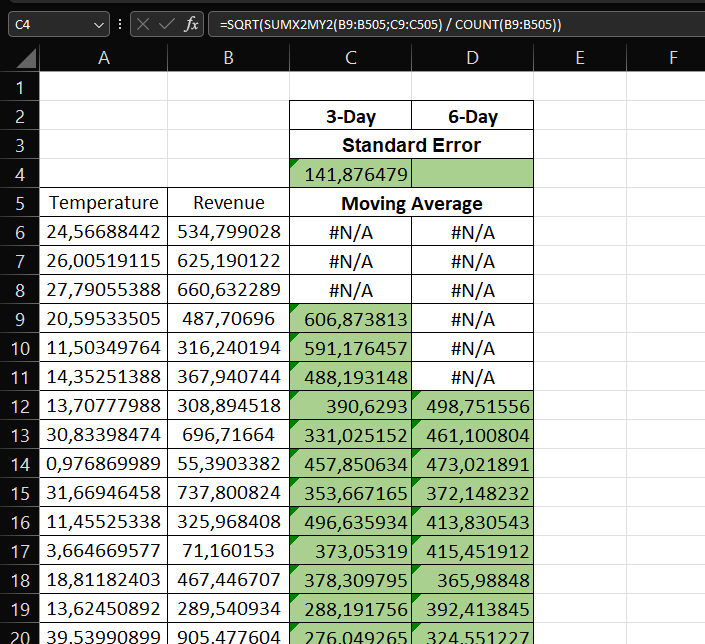 C4 fx =SQRT(SUMX2MY2(B9:B505;C9:C505) / COUNT(B9:B505))
A B C D E F
1
2 3-Day 6-Day
3 Standard Error
4 141,876479
5 Temperature Revenue Moving Average
6 24,56688442 534,799028 #N/A #N/A
7 26,00519115 625,190122 #N/A #N/A
8 27,79055388 660,632289 #N/A #N/A
9 20,59533505 487,70696 606,873813 #N/A
10 11,50349764 316,240194 591,176457 #N/A
11 14,35251388 367,940744 488,193148 #N/A
12 13,70777988 308,894518 390,6293 498,751556
13 30,83398474 696,71664 331,025152 461,100804
14 0,976869989 55,3903382 457,850634 473,021891
15 31,66946458 737,800824 353,667165 372,148232
16 11,45525338 325,968408 496,635934 413,830543
17 3,664669577 71,160153 373,05319 415,451912
18 18,81182403 467,446707 378,309795 365,98848
19 13,62450892 289,540934 288,191756 392,413845
20 39,53990899 905,477604 276,049265 324,551227